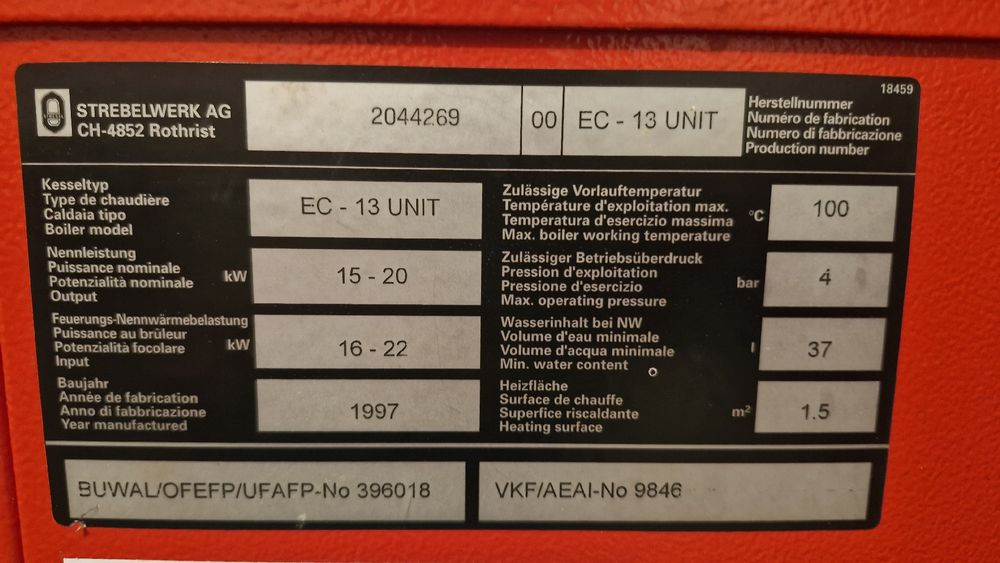 18459
STREBELWERK AG
CH-4852 Rothrist
2044269
00
EC - 13 UNIT
Herstellnummer
Numéro de fabrication
Numero di fabbricazione
Production number
Kesseltyp
Type de chaudière
Caldaia tipo
Boiler model
EC - 13 UNIT
Nennleistung
Puissance nominale
Potenzialità nominale
Output
kW
15 - 20
Feuerungs-Nennwärmebelastung
Puissance au brûleur
Potenzialità focolare
Input
kW
16 - 22
Baujahr
Année de fabrication
Anno di fabbricazione
Year manufactured
1997
Zulässige Vorlauftemperatur
Température d'exploitation max.
Temperatura d'esercizio massima
Max. boiler working temperature
°C
100
Zulässiger Betriebsüberdruck
Pression d'exploitation
Pressione d'esercizio
Max. operating pressure
bar
4
Wasserinhalt bei NW
Volume d'eau minimale
Volume d'acqua minimale
Min. water content
l
37
Heizfläche
Surface de chauffe
Superfice riscaldante
Heating surface
m²
1.5
BUWAL/OFEFP/UFAFP-No 396018
VKF/AEAI-No 9846